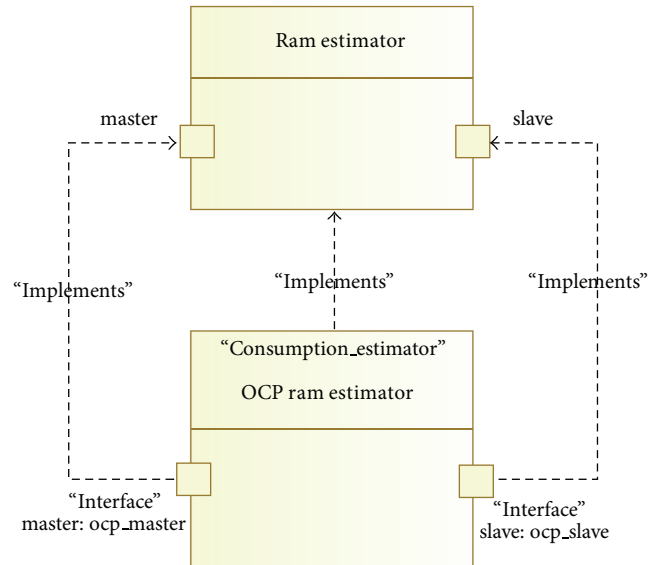 Ram estimator
master
slave
“Implements”
“Implements”
“Implements”
“Consumption_estimator”
OCP ram estimator
“Interface”
master: ocp_master
“Interface”
slave: ocp_slave